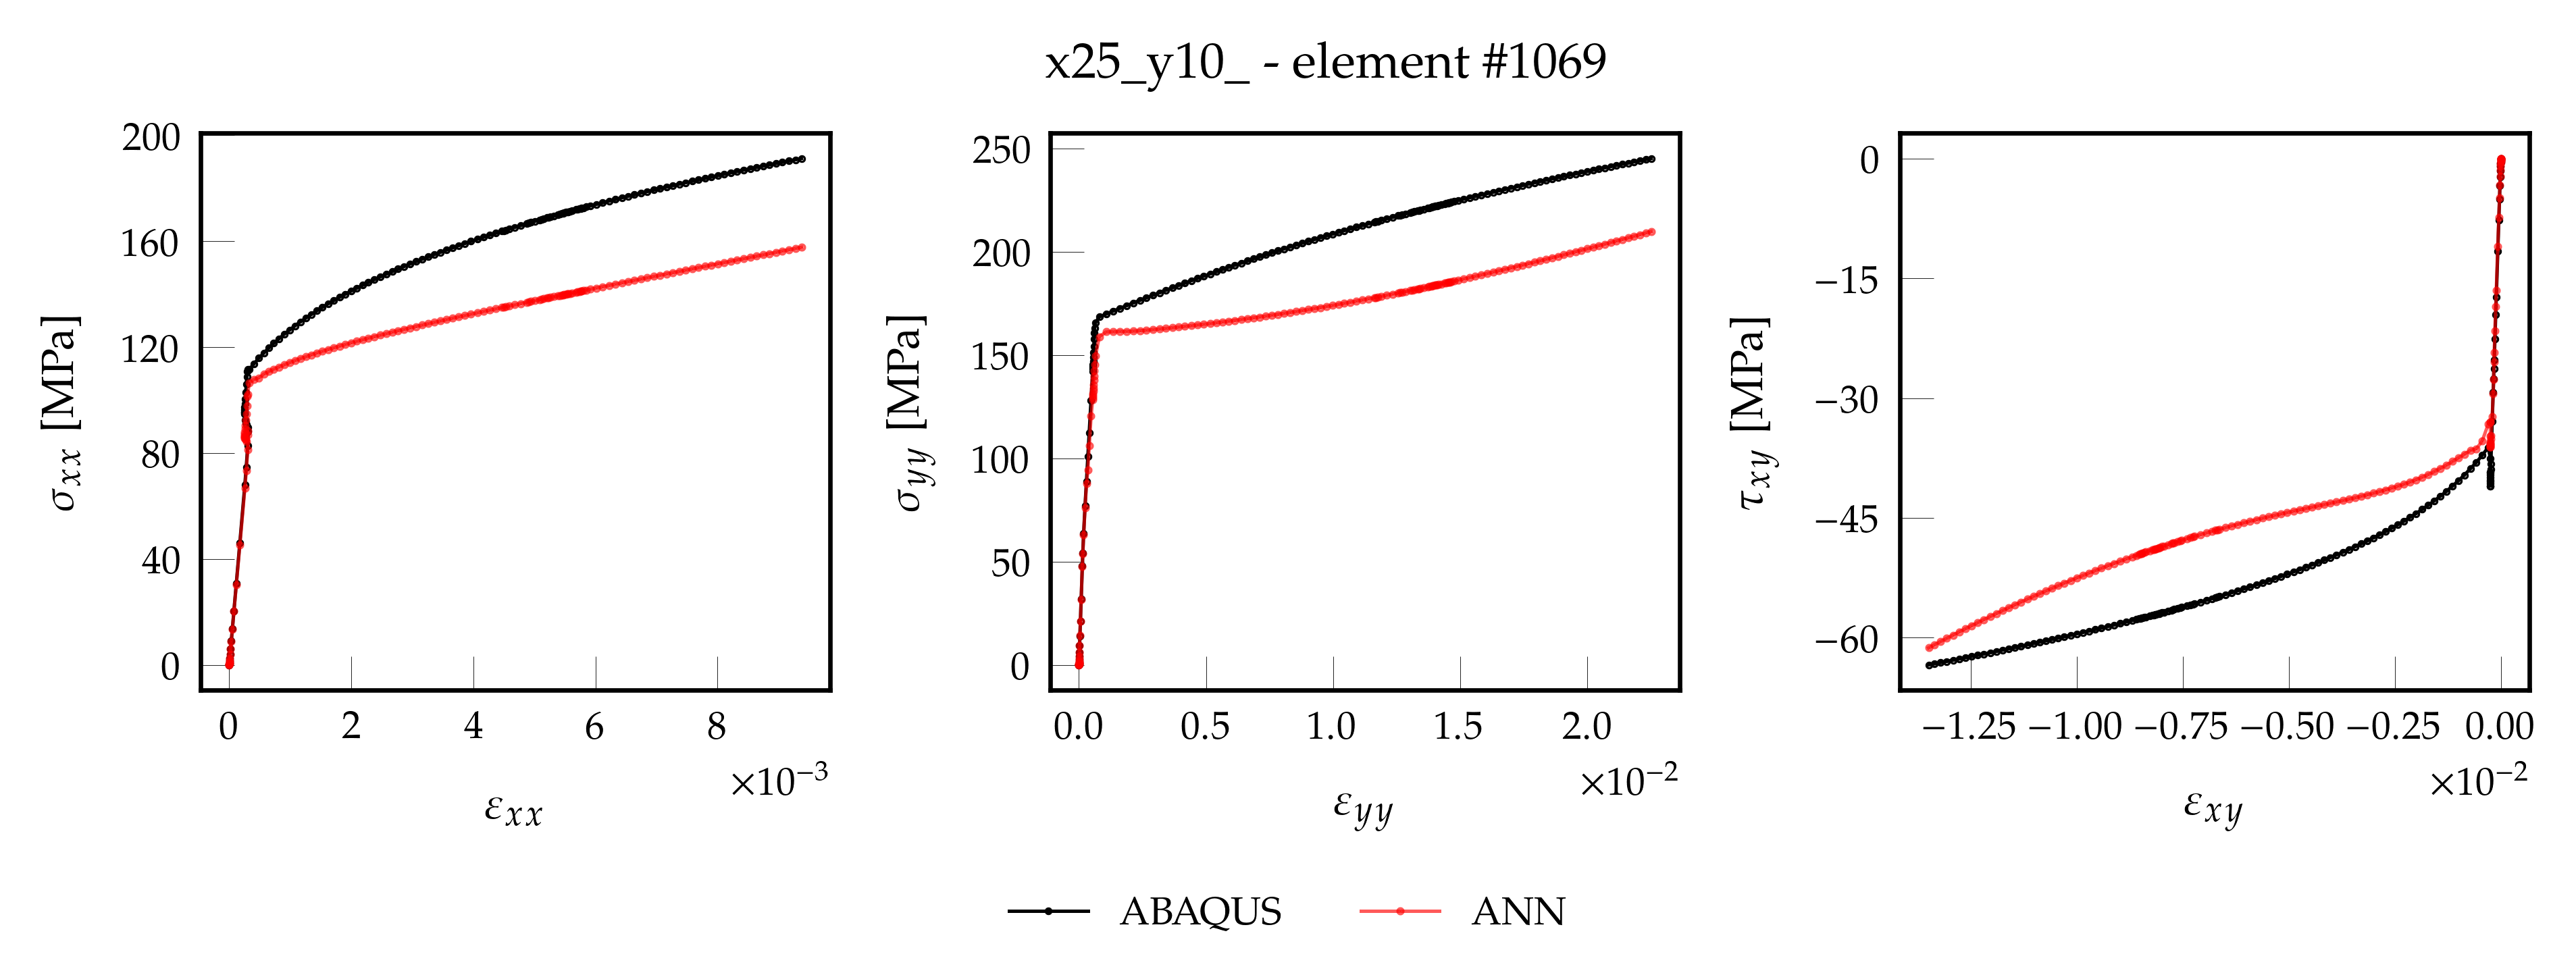 x25_y10_ - element #1069
σxx [MPa]
200
160
120
80
40
0
0 2 4 6 8
×10⁻³
εxx
σyy [MPa]
250
200
150
100
50
0
0.0 0.5 1.0 1.5 2.0
×10⁻²
εyy
τxy [MPa]
0
−15
−30
−45
−60
−1.25 −1.00 −0.75 −0.50 −0.25 0.00
×10⁻²
εxy
ABAQUS ANN